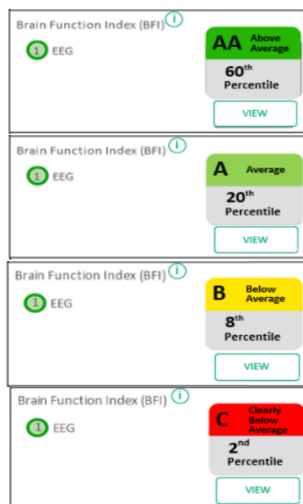 Brain Function Index (BFI) i
1 EEG
AA Above
Average
60th
Percentile
VIEW
Brain Function Index (BFI) i
1 EEG
A Average
20th
Percentile
VIEW
Brain Function Index (BFI) i
1 EEG
B Below
Average
8th
Percentile
VIEW
Brain Function Index (BFI) i
1 EEG
C Clearly
Below
Average
2nd
Percentile
VIEW